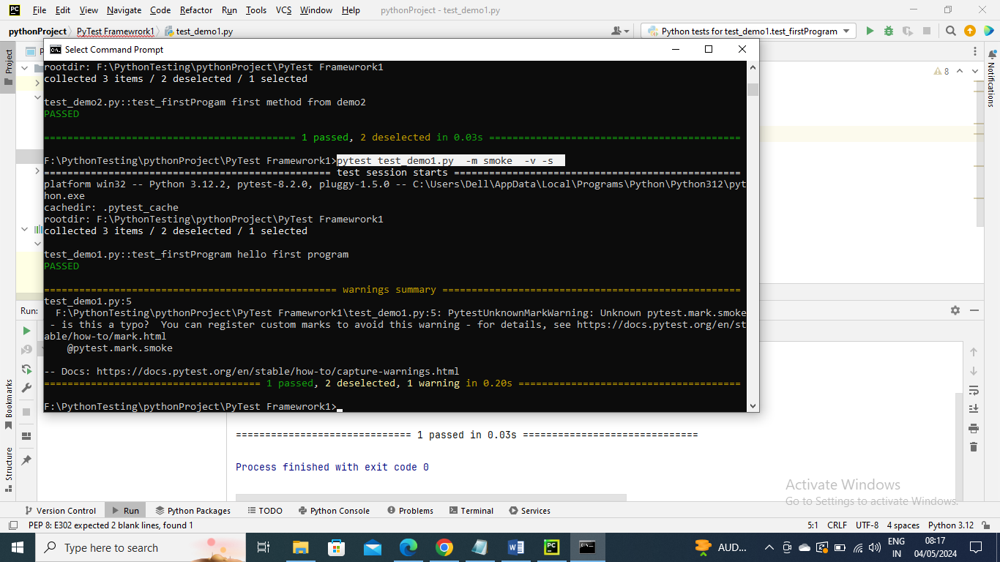 File Edit View Navigate Code Refactor Run Tools VCS Window Help pythonProject - test_demo1.py
pythonProject PyTest Framewrork1 test_demo1.py Python tests for test_demo1.test_firstProgram
Select Command Prompt
Project
Notifications
8
rootdir: F:\PythonTesting\pythonProject\PyTest Framewrork1
collected 3 items / 2 deselected / 1 selected
test_demo2.py::test_firstProgam first method from demo2
PASSED
=========================================== 1 passed, 2 deselected in 0.03s ===========================================
F:\PythonTesting\pythonProject\PyTest Framewrork1>pytest test_demo1.py  -m smoke  -v -s
================================================= test session starts =================================================
platform win32 -- Python 3.12.2, pytest-8.2.0, pluggy-1.5.0 -- C:\Users\Dell\AppData\Local\Programs\Python\Python312\pyt
hon.exe
cachedir: .pytest_cache
rootdir: F:\PythonTesting\pythonProject\PyTest Framewrork1
collected 3 items / 2 deselected / 1 selected
test_demo1.py::test_firstProgram hello first program
PASSED
================================================== warnings summary ===================================================
test_demo1.py:5
F:\PythonTesting\pythonProject\PyTest Framewrork1\test_demo1.py:5: PytestUnknownMarkWarning: Unknown pytest.mark.smoke
- is this a typo?  You can register custom marks to avoid this warning - for details, see https://docs.pytest.org/en/st
able/how-to/mark.html
@pytest.mark.smoke
-- Docs: https://docs.pytest.org/en/stable/how-to/capture-warnings.html
===================================== 1 passed, 2 deselected, 1 warning in 0.20s ======================================
F:\PythonTesting\pythonProject\PyTest Framewrork1>
Run:
Bookmarks
Structure
============================== 1 passed in 0.03s ==============================
Process finished with exit code 0
Activate Windows
Go to Settings to activate Windows.
Version Control Run Python Packages TODO Python Console Problems Terminal Services
PEP 8: E302 expected 2 blank lines, found 1 5:1 CRLF UTF-8 4 spaces Python 3.12
Type here to search AUD... ENG IN 08:17 04/05/2024